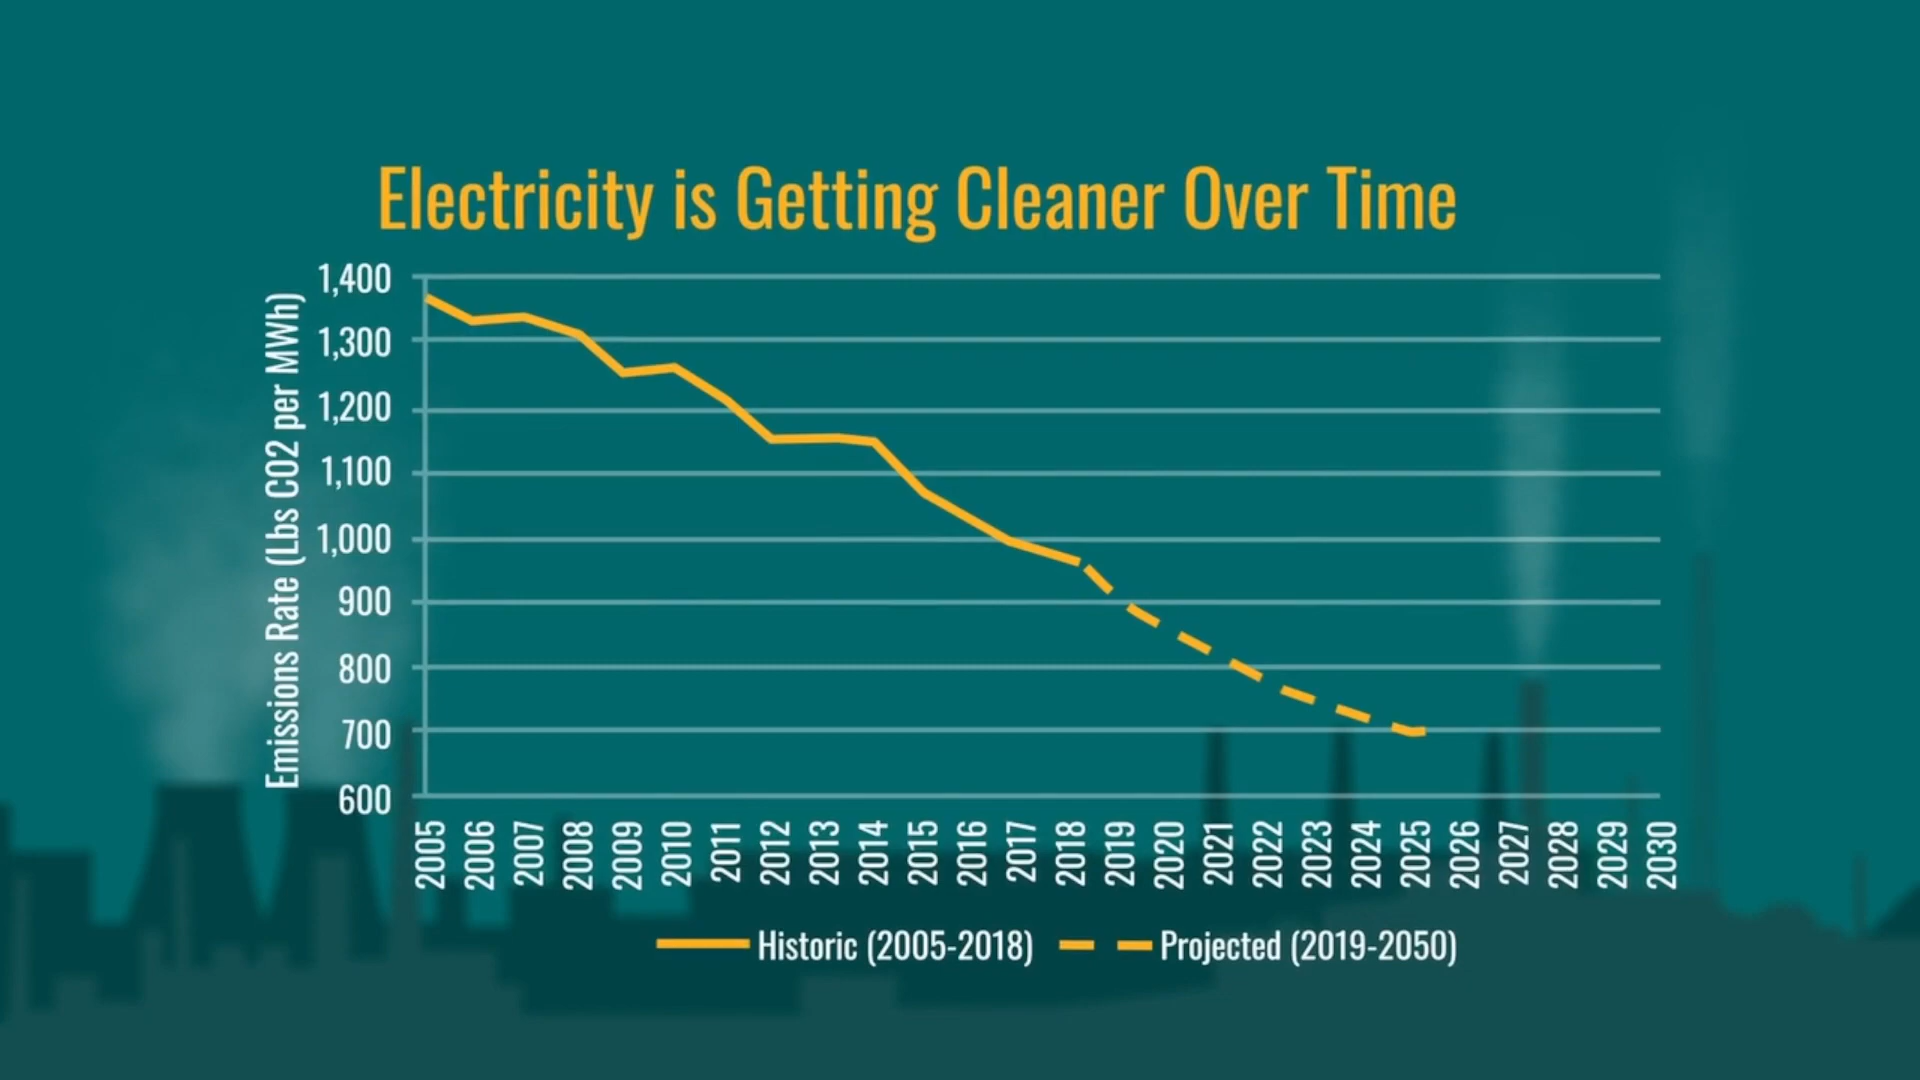 Electricity is Getting Cleaner Over Time
Emissions Rate (Lbs CO2 per MWh)
1,400
1,300
1,200
1,100
1,000
900
800
700
600
2005 2006 2007 2008 2009 2010 2011 2012 2013 2014 2015 2016 2017 2018 2019 2020 2021 2022 2023 2024 2025 2026 2027 2028 2029 2030
Historic (2005-2018) Projected (2019-2050)